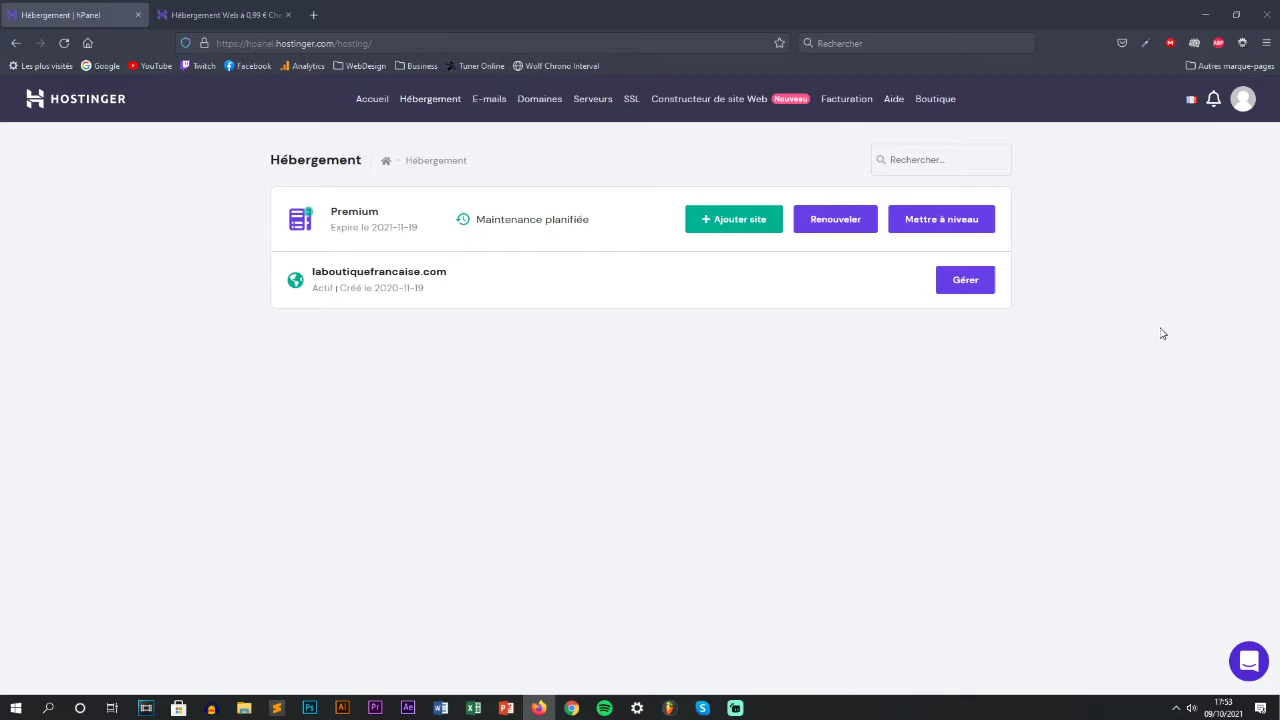 Hébergement | hPanel
Hébergement Web à 0,99 € Che
https://hpanel.hostinger.com/hosting/
Rechercher
Les plus visités Google YouTube Twitch Facebook Analytics WebDesign Business Tuner Online Wolf Chrono Interval Autres marque-pages
HOSTINGER
Accueil Hébergement E-mails Domaines Serveurs SSL Constructeur de site Web Nouveau Facturation Aide Boutique
Hébergement - Hébergement
Rechercher...
Premium
Expire le 2021-11-19
Maintenance planifiée
+ Ajouter site
Renouveler
Mettre à niveau
laboutiquefrancaise.com
Actif | Créé le 2020-11-19
Gérer
17:53
09/10/2021